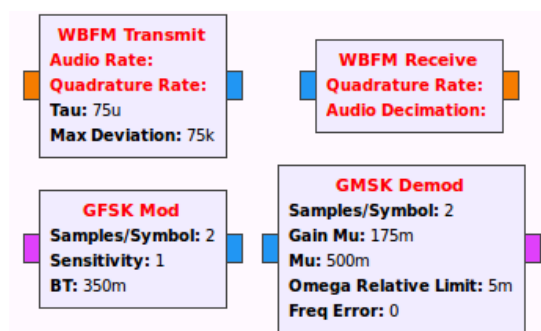 WBFM Transmit
Audio Rate:
Quadrature Rate:
Tau: 75u
Max Deviation: 75k
WBFM Receive
Quadrature Rate:
Audio Decimation:
GFSK Mod
Samples/Symbol: 2
Sensitivity: 1
BT: 350m
GMSK Demod
Samples/Symbol: 2
Gain Mu: 175m
Mu: 500m
Omega Relative Limit: 5m
Freq Error: 0